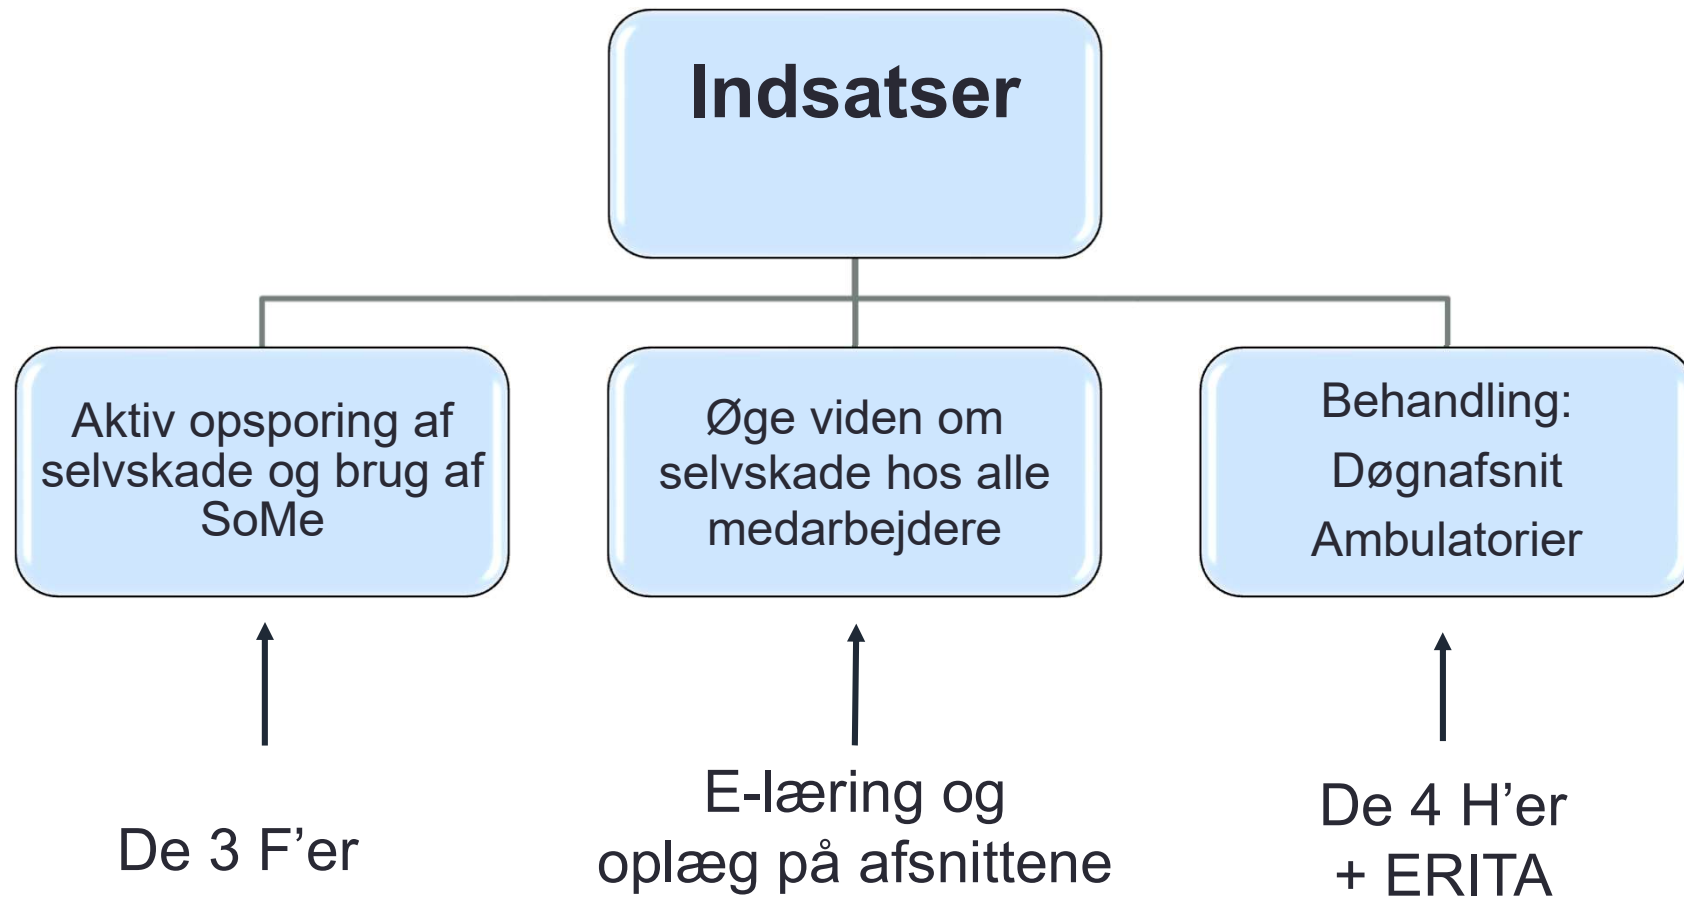 Indsatser
Aktiv opsporing af
selvskade og brug af
SoMe
Øge viden om
selvskade hos alle
medarbejdere
Behandling:
Døgnafsnit
Ambulatorier
De 3 F’er
E-læring og
oplæg på afsnittene
De 4 H’er
+ ERITA